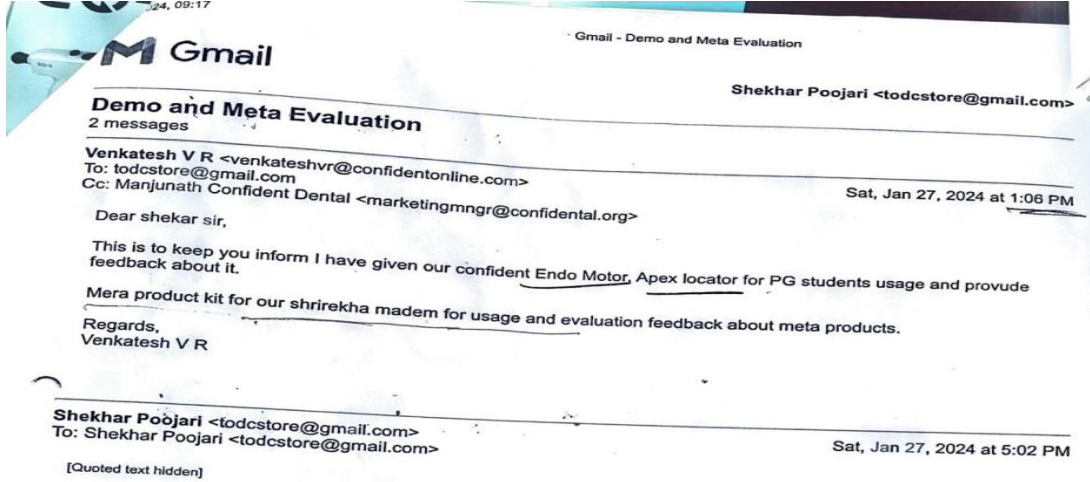 24, 09:17
Gmail - Demo and Meta Evaluation
M Gmail
Shekhar Poojari <todcstore@gmail.com>
Demo and Meta Evaluation
2 messages
Venkatesh V R <venkateshvr@confidentonline.com>
To: todcstore@gmail.com
Cc: Manjunath Confident Dental <marketingmngr@confidental.org>
Sat, Jan 27, 2024 at 1:06 PM
Dear shekar sir,
This is to keep you inform I have given our confident Endo Motor, Apex locator for PG students usage and provude
feedback about it.
Mera product kit for our shrirekha madem for usage and evaluation feedback about meta products.
Regards,
Venkatesh V R
Shekhar Poojari <todcstore@gmail.com>
To: Shekhar Poojari <todcstore@gmail.com>
Sat, Jan 27, 2024 at 5:02 PM
[Quoted text hidden]